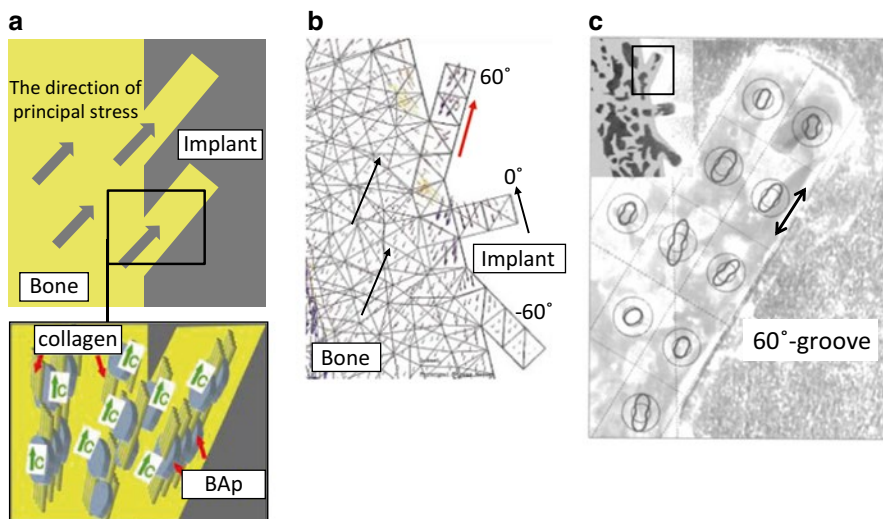 a
The direction of
principal stress
Implant
Bone
collagen
C
C
C
C
C
C
C
C
C
BAp
b
60˚
0˚
Implant
-60˚
Bone
c
60˚-groove